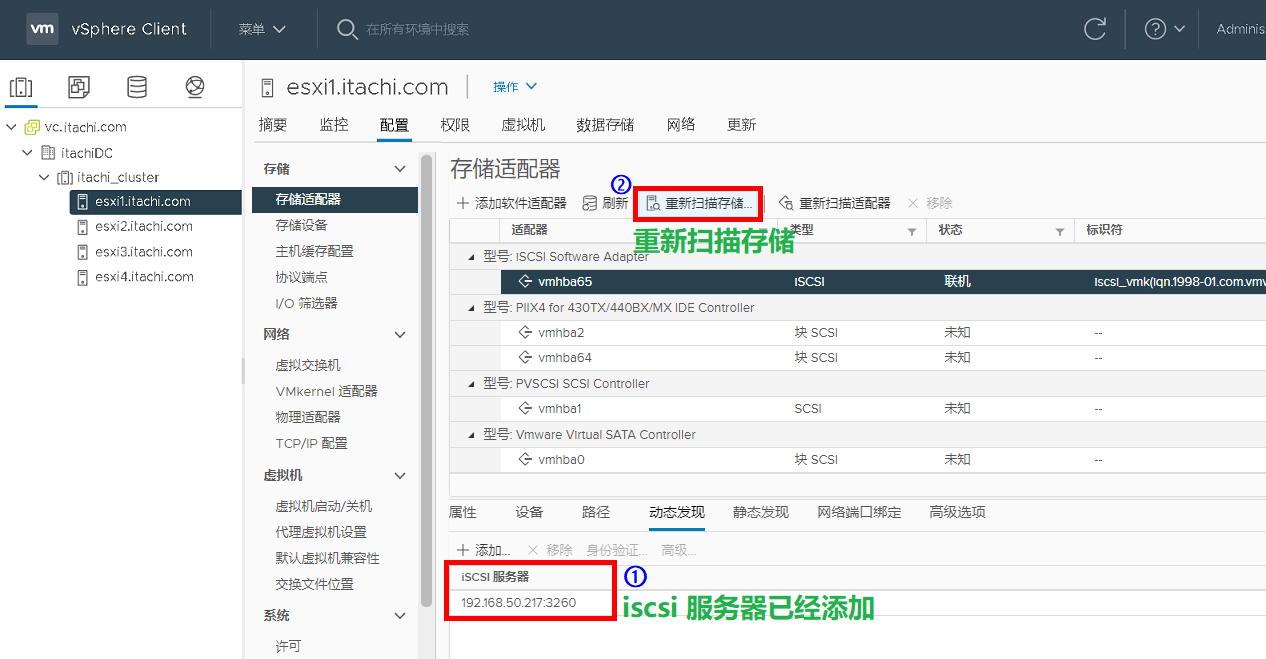 vm vSphere Client 菜单 在所有环境中搜索 Adminis
vc.itachi.com
itachiDC
itachi_cluster
esxi1.itachi.com
esxi2.itachi.com
esxi3.itachi.com
esxi4.itachi.com
esxi1.itachi.com 操作
摘要 监控 配置 权限 虚拟机 数据存储 网络 更新
存储
存储适配器
存储设备
主机缓存配置
协议端点
I/O 筛选器
网络
虚拟交换机
VMkernel 适配器
物理适配器
TCP/IP 配置
虚拟机
虚拟机启动/关机
代理虚拟机设置
默认虚拟机兼容性
交换文件位置
系统
许可
存储适配器
②
添加软件适配器 刷新 重新扫描存储... 重新扫描适配器 移除
重新扫描存储
适配器 类型 状态 标识符
型号: iSCSI Software Adapter
vmhba65 iSCSI 联机 iscsi_vmk(iqn.1998-01.com.vmw
型号: PIIX4 for 430TX/440BX/MX IDE Controller
vmhba2 块 SCSI 未知 --
vmhba64 块 SCSI 未知 --
型号: PVSCSI SCSI Controller
vmhba1 SCSI 未知 --
型号: Vmware Virtual SATA Controller
vmhba0 块 SCSI 未知 --
属性 设备 路径 动态发现 静态发现 网络端口绑定 高级选项
添加... 移除 身份验证... 高级...
iSCSI 服务器
①
192.168.50.217:3260
iscsi 服务器已经添加